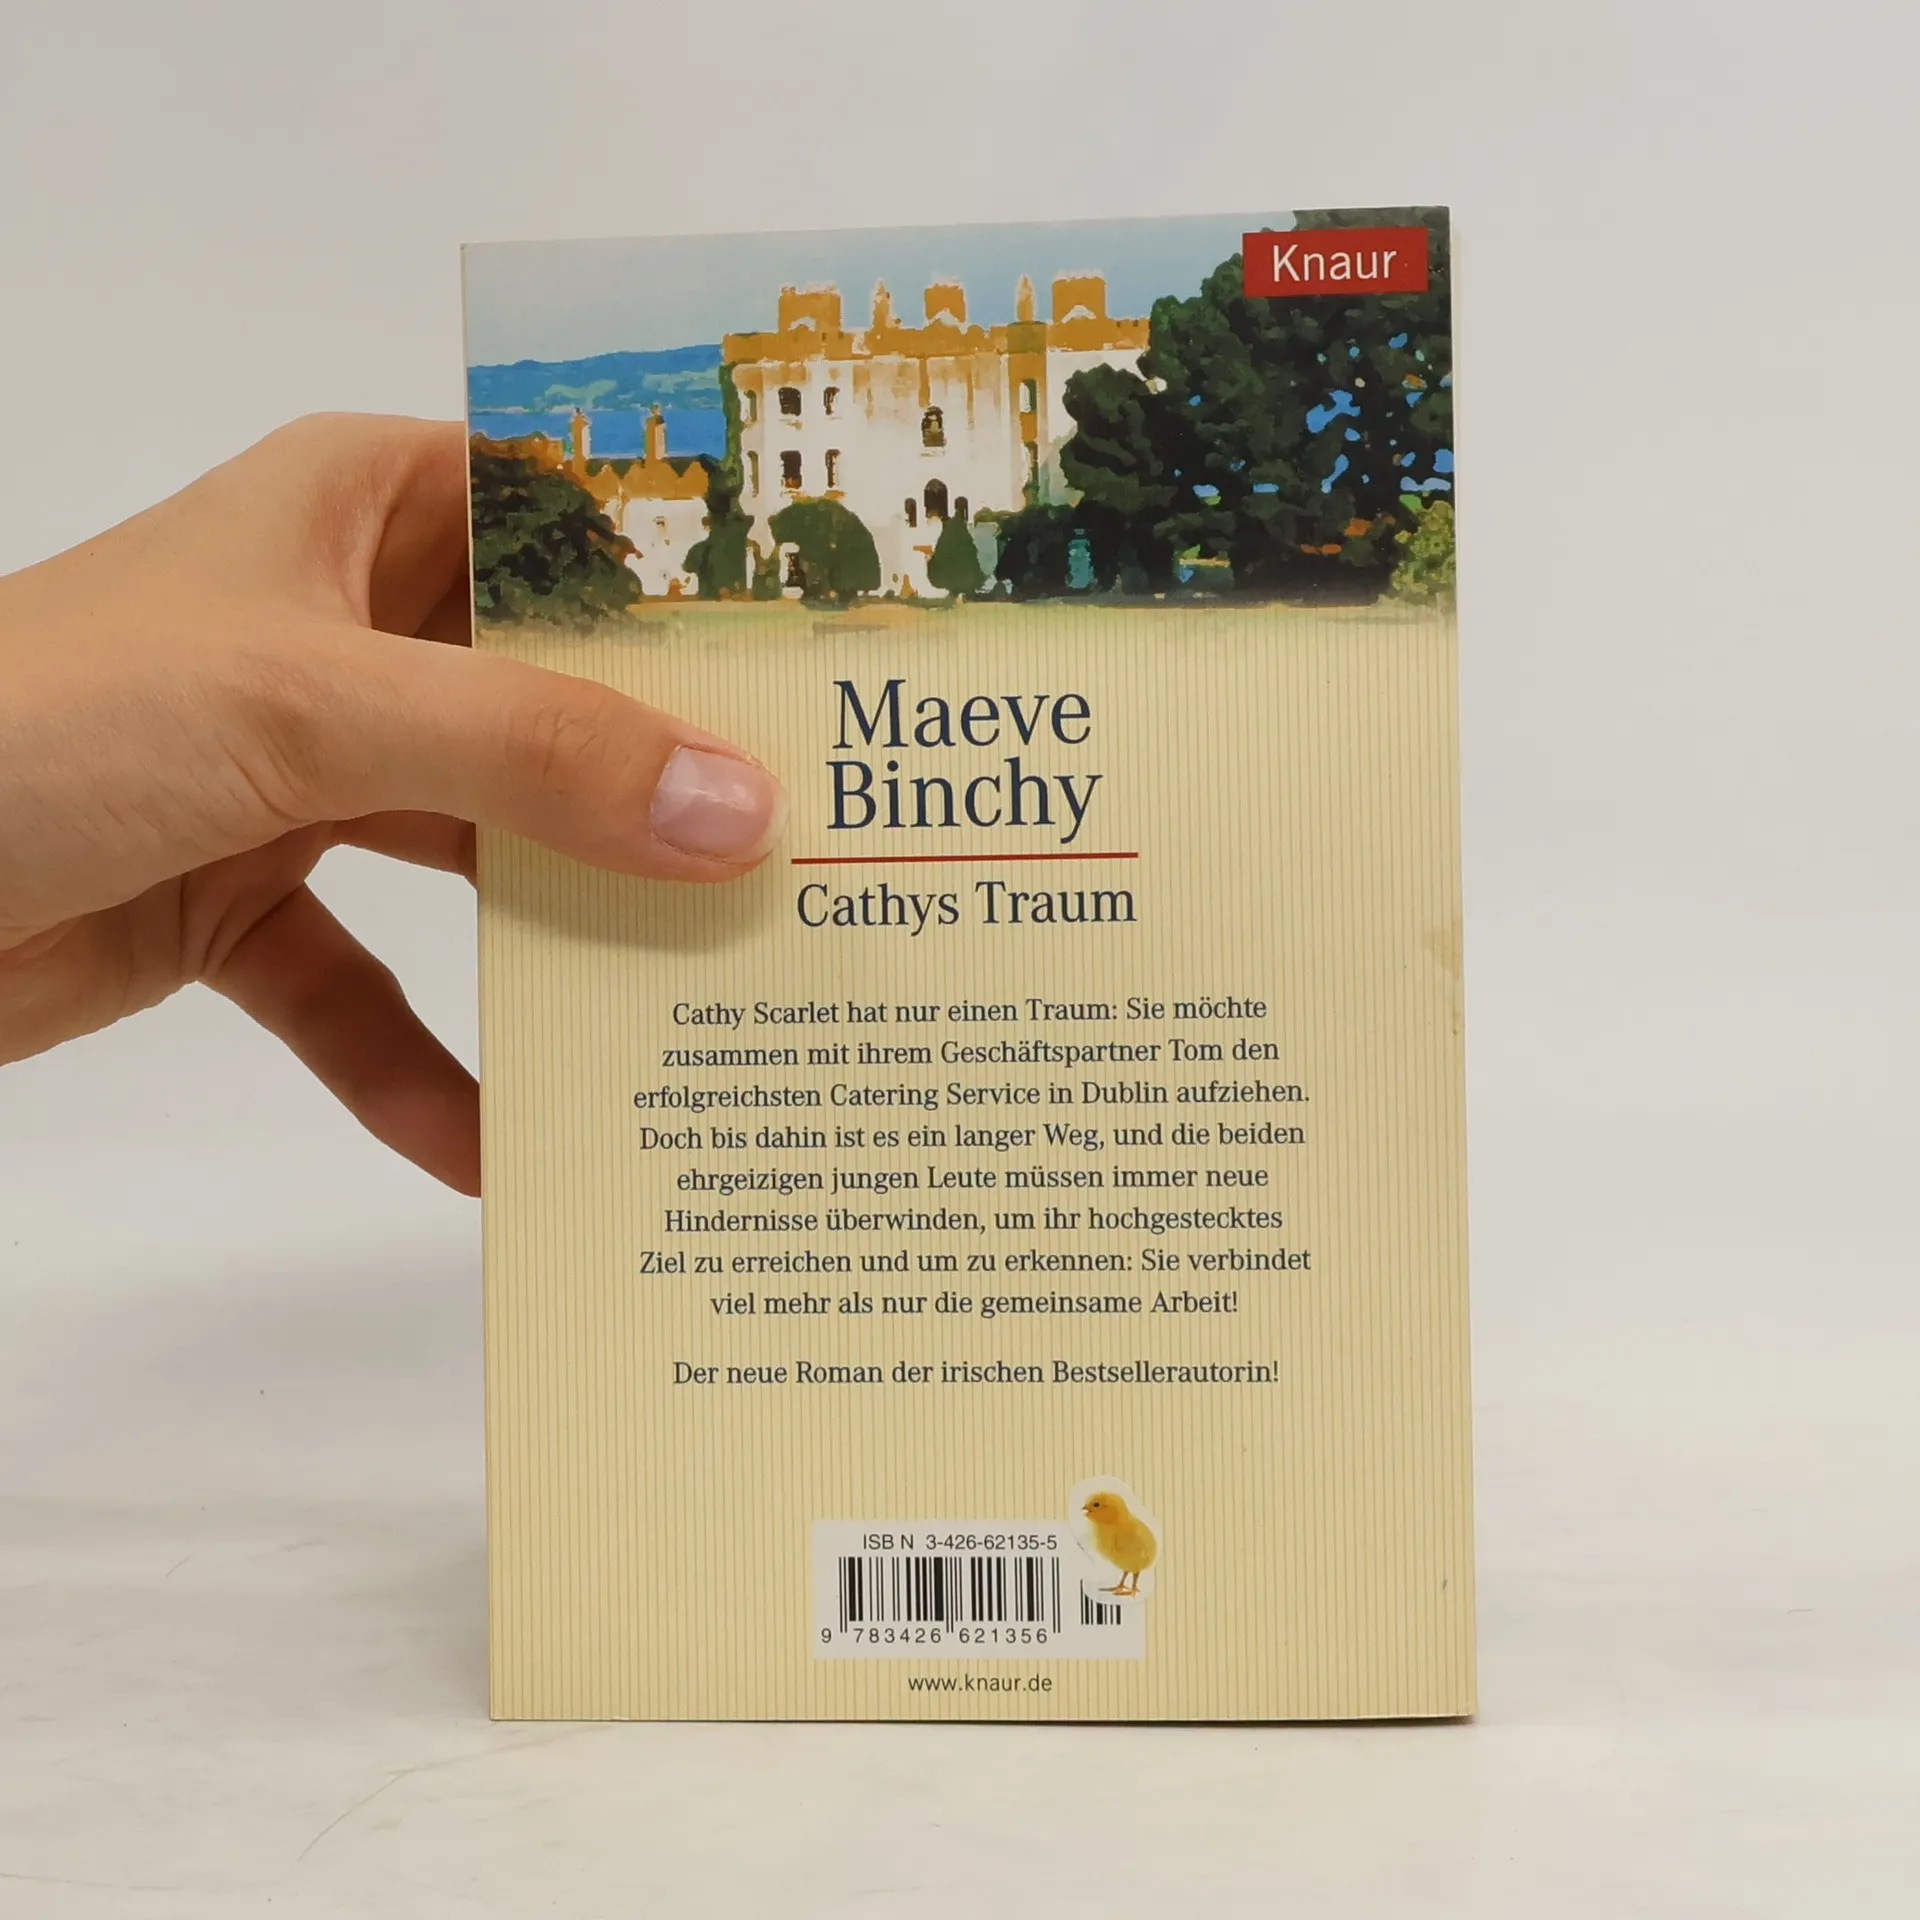 Knaur
Maeve
Binchy
Cathys Traum
Cathy Scarlet hat nur einen Traum: Sie möchte
zusammen mit ihrem Geschäftspartner Tom den
erfolgreichsten Catering Service in Dublin aufziehen.
Doch bis dahin ist es ein langer Weg, und die beiden
ehrgeizigen jungen Leute müssen immer neue
Hindernisse überwinden, um ihr hochgestecktes
Ziel zu erreichen und um zu erkennen: Sie verbindet
viel mehr als nur die gemeinsame Arbeit!
Der neue Roman der irischen Bestsellerautorin!
ISBN 3-426-62135-5
9 783426 621356
www.knaur.de